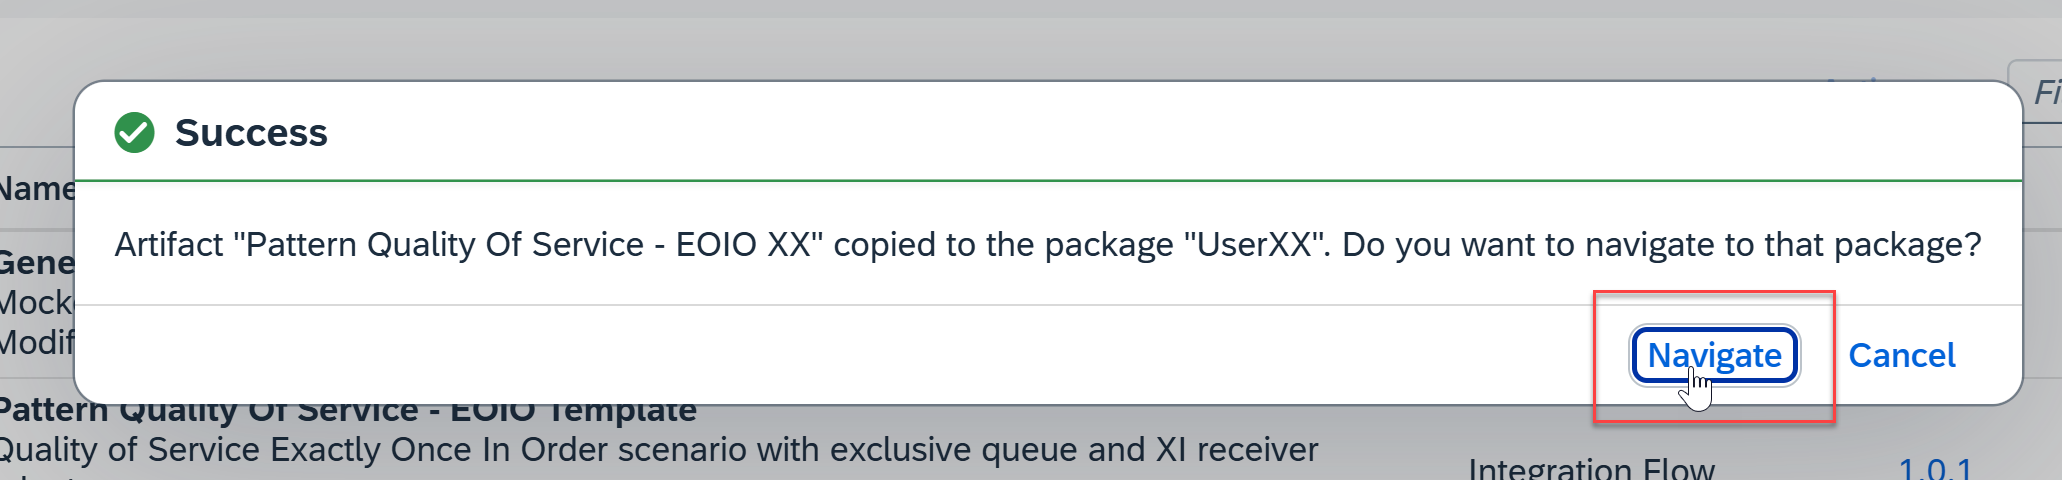 Fi
Success
Name
Artifact "Pattern Quality Of Service - EOIO XX" copied to the package "UserXX". Do you want to navigate to that package?
Gene
Mock
Modif
Navigate
Cancel
Pattern Quality Of Service - EOIO Template
Quality of Service Exactly Once In Order scenario with exclusive queue and XI receiver
Integration Flow
1.0.1